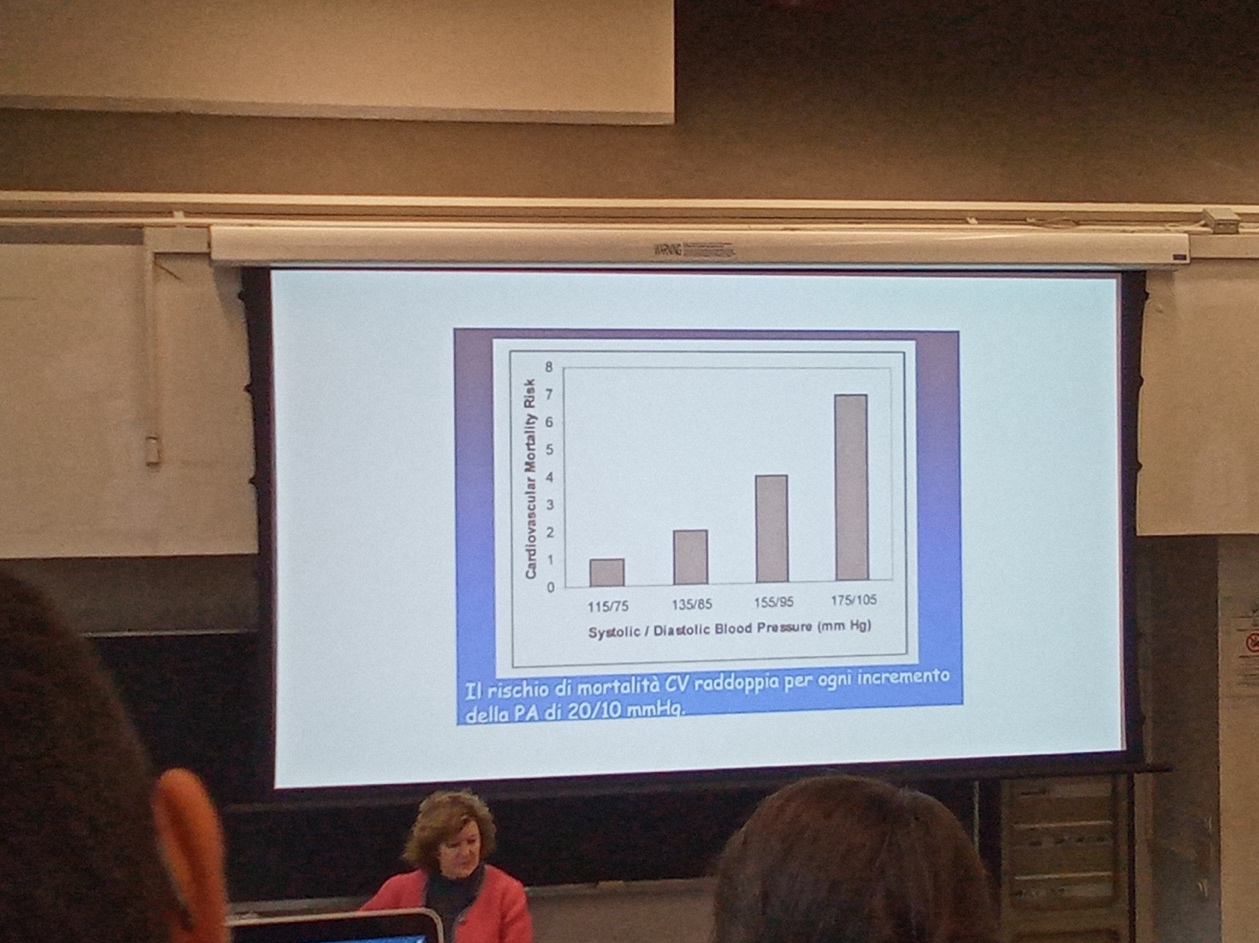 WARNING
Cardiovascular Mortality Risk
8
7
6
5
4
3
2
1
0
115/75 135/85 155/95 175/105
Systolic / Diastolic Blood Pressure (mm Hg)
Il rischio di mortalità CV raddoppia per ogni incremento
della PA di 20/10 mmHg.